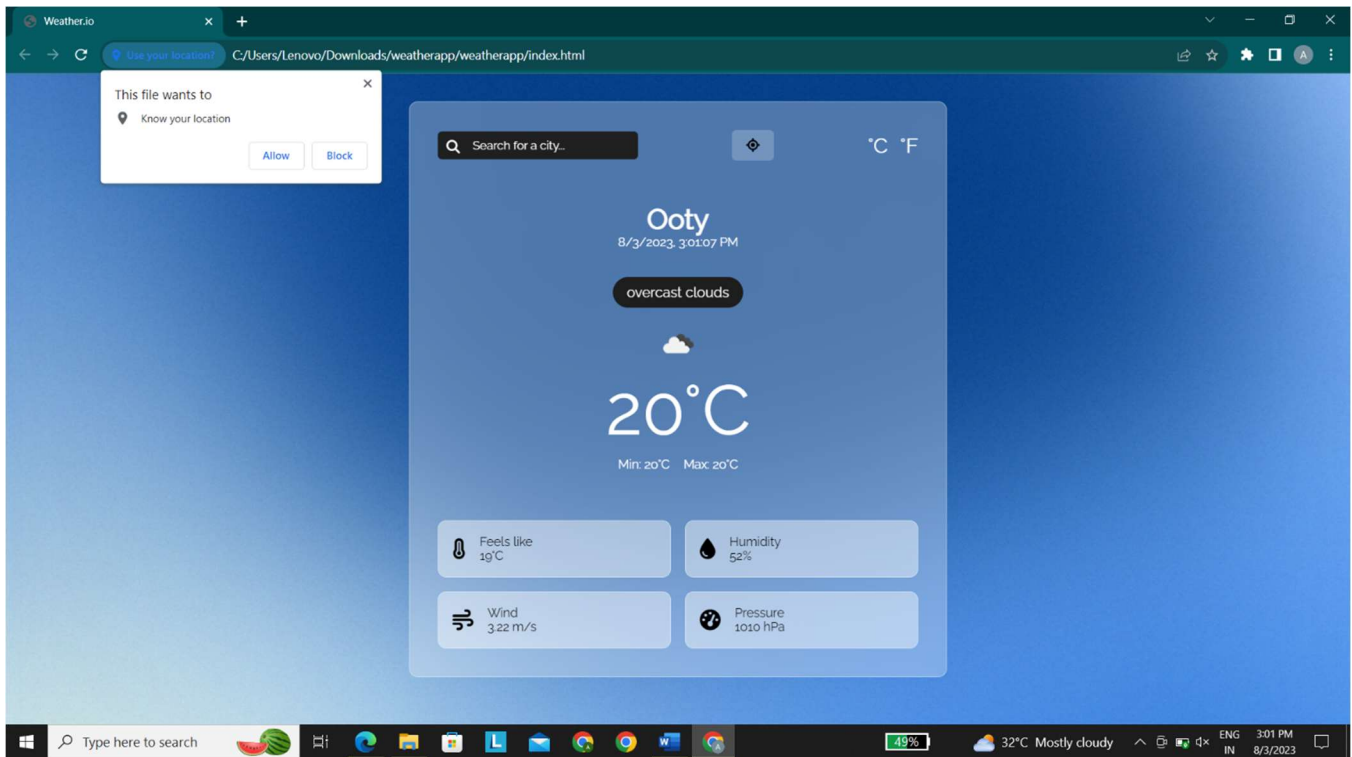 Weather.io
Use your location?
C:/Users/Lenovo/Downloads/weatherapp/weatherapp/index.html
A
This file wants to
Know your location
Allow Block
Search for a city...
°C °F
Ooty
8/3/2023, 3:01:07 PM
overcast clouds
20°C
Min: 20°C Max: 20°C
Feels like
19°C
Humidity
52%
Wind
3.22 m/s
Pressure
1010 hPa
Type here to search
L
49%
32°C Mostly cloudy
ENG
IN
3:01 PM
8/3/2023